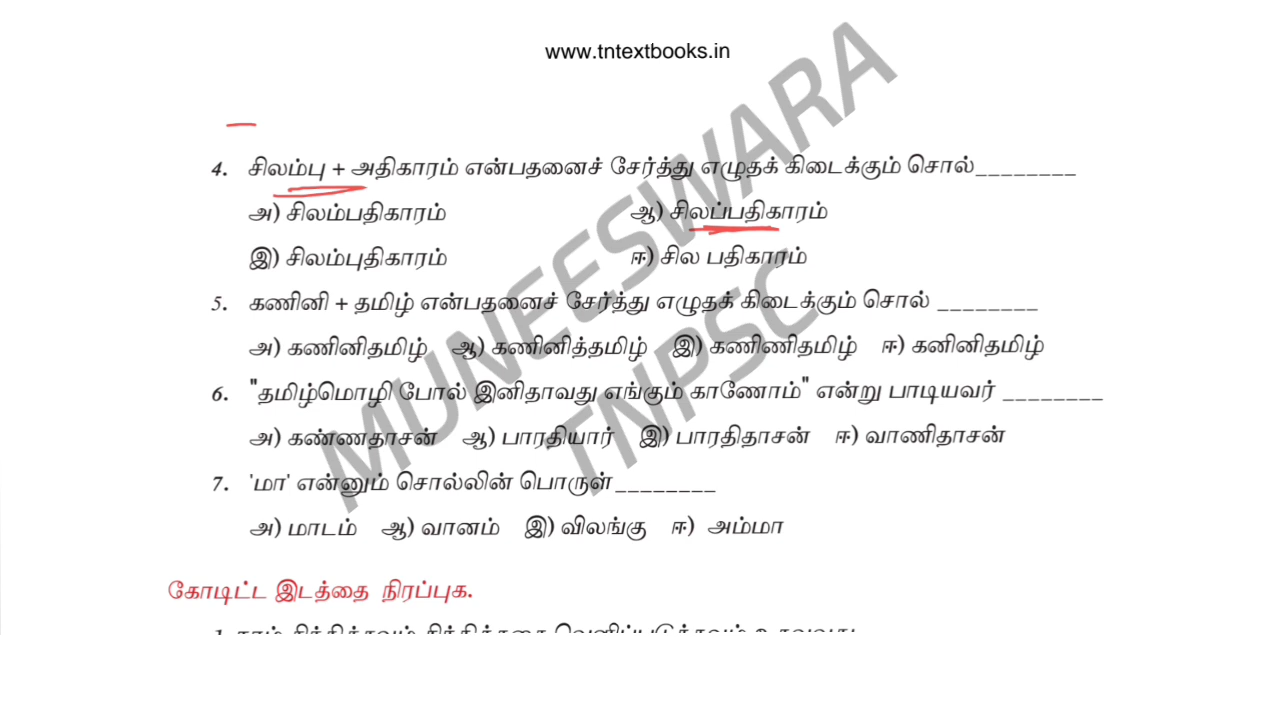 www.tntextbooks.in
4. சிலம்பு + அதிகாரம் என்பதனைச் சேர்த்து எழுதக் கிடைக்கும் சொல்________
அ) சிலம்பதிகாரம் ஆ) சிலப்பதிகாரம்
இ) சிலம்புதிகாரம் ஈ) சில பதிகாரம்
5. கணினி + தமிழ் என்பதனைச் சேர்த்து எழுதக் கிடைக்கும் சொல் ________
அ) கணினிதமிழ் ஆ) கணினித்தமிழ் இ) கணிணிதமிழ் ஈ) கனினிதமிழ்
6. "தமிழ்மொழி போல் இனிதாவது எங்கும் காணோம்" என்று பாடியவர் ________
அ) கண்ணதாசன் ஆ) பாரதியார் இ) பாரதிதாசன் ஈ) வாணிதாசன்
7. 'மா' என்னும் சொல்லின் பொருள்________
அ) மாடம் ஆ) வானம் இ) விலங்கு ஈ) அம்மா
கோடிட்ட இடத்தை நிரப்புக.
MUNEESWARA
TNPSC